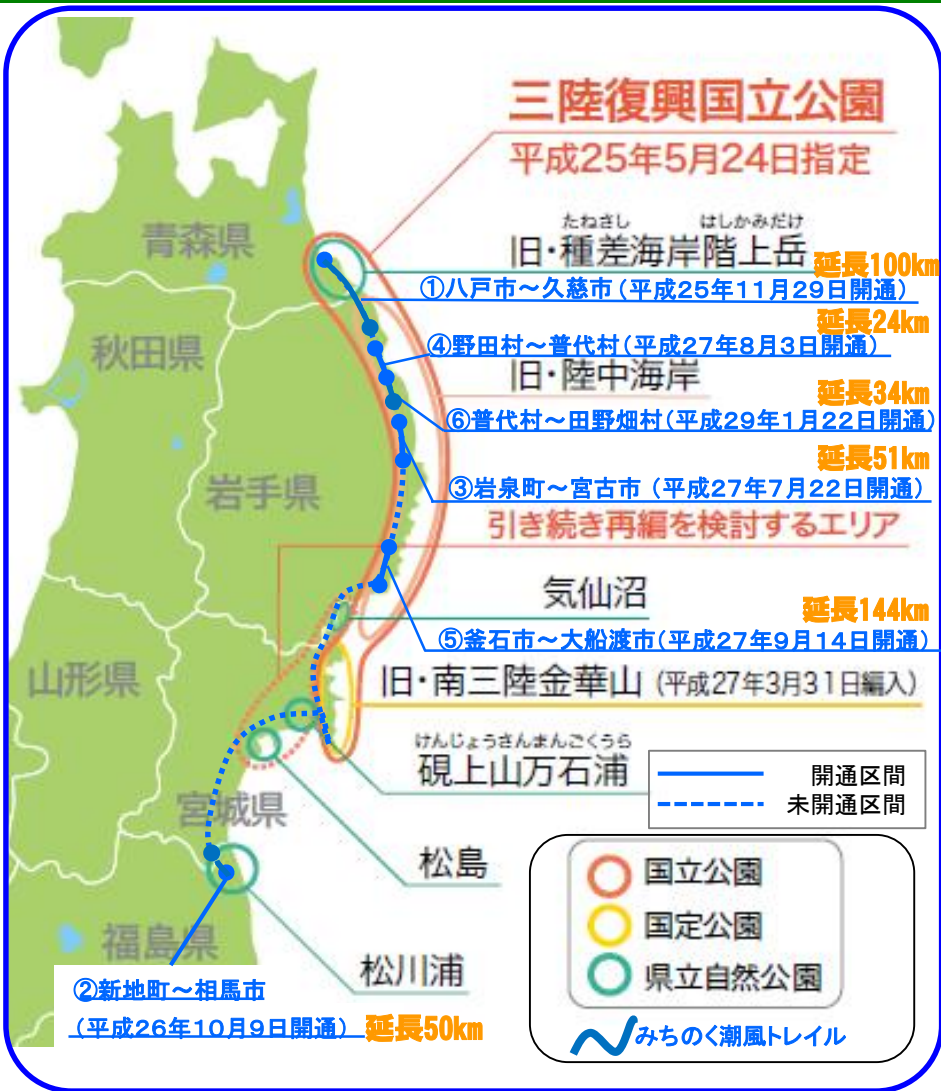 三陸復興国立公園
平成25年5月24日指定
青森県
たねさし はしかみだけ
旧・種差海岸階上岳
延長100km
①八戸市～久慈市(平成25年11月29日開通)
延長24km
秋田県
④野田村～普代村(平成27年8月3日開通)
旧・陸中海岸
延長34km
⑥普代村～田野畑村(平成29年1月22日開通)
延長51km
岩手県
③岩泉町～宮古市 (平成27年7月22日開通)
引き続き再編を検討するエリア
気仙沼
延長144km
⑤釜石市～大船渡市(平成27年9月14日開通)
山形県
旧・南三陸金華山 (平成27年3月31日編入)
けんじょうさんまんごくうら
硯上山万石浦
開通区間
未開通区間
宮城県
松島
国立公園
国定公園
県立自然公園
福島県
松川浦
②新地町～相馬市
(平成26年10月9日開通) 延長50km
みちのく潮風トレイル